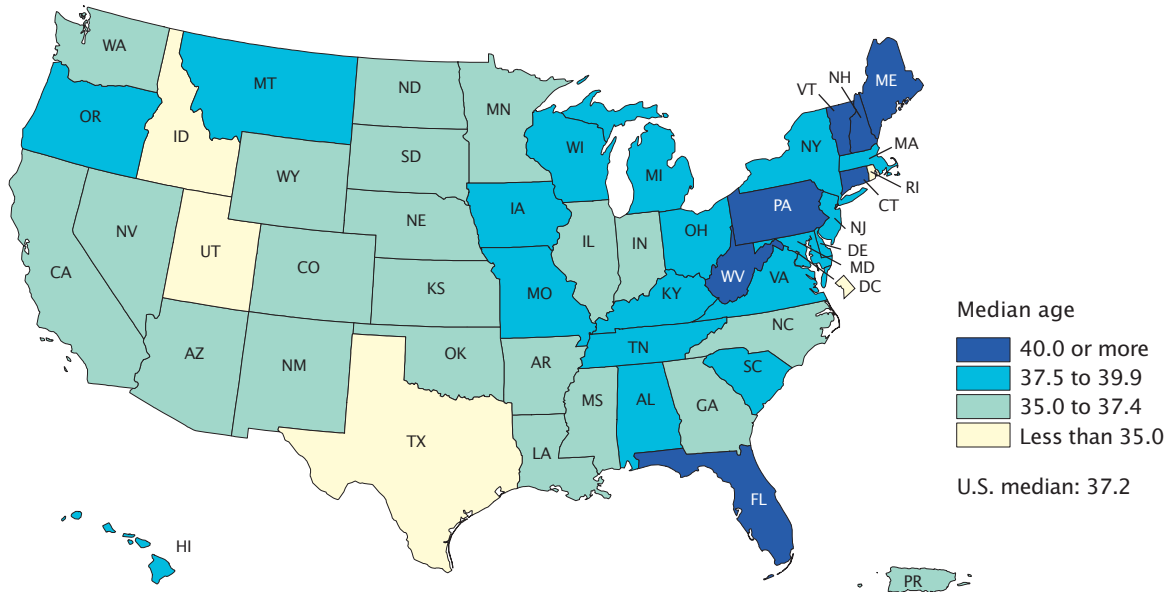 WA
MT
ND
MN
VT
NH
ME
OR
ID
SD
WI
MI
NY
MA
RI
CT
WY
IA
PA
NJ
NE
NV
UT
IL
IN
OH
DE
MD
DC
CA
CO
KS
MO
WV
VA
KY
NC
AZ
NM
OK
TN
AR
SC
MS
AL
GA
TX
LA
FL
HI
PR
Median age
40.0 or more
37.5 to 39.9
35.0 to 37.4
Less than 35.0
U.S. median: 37.2